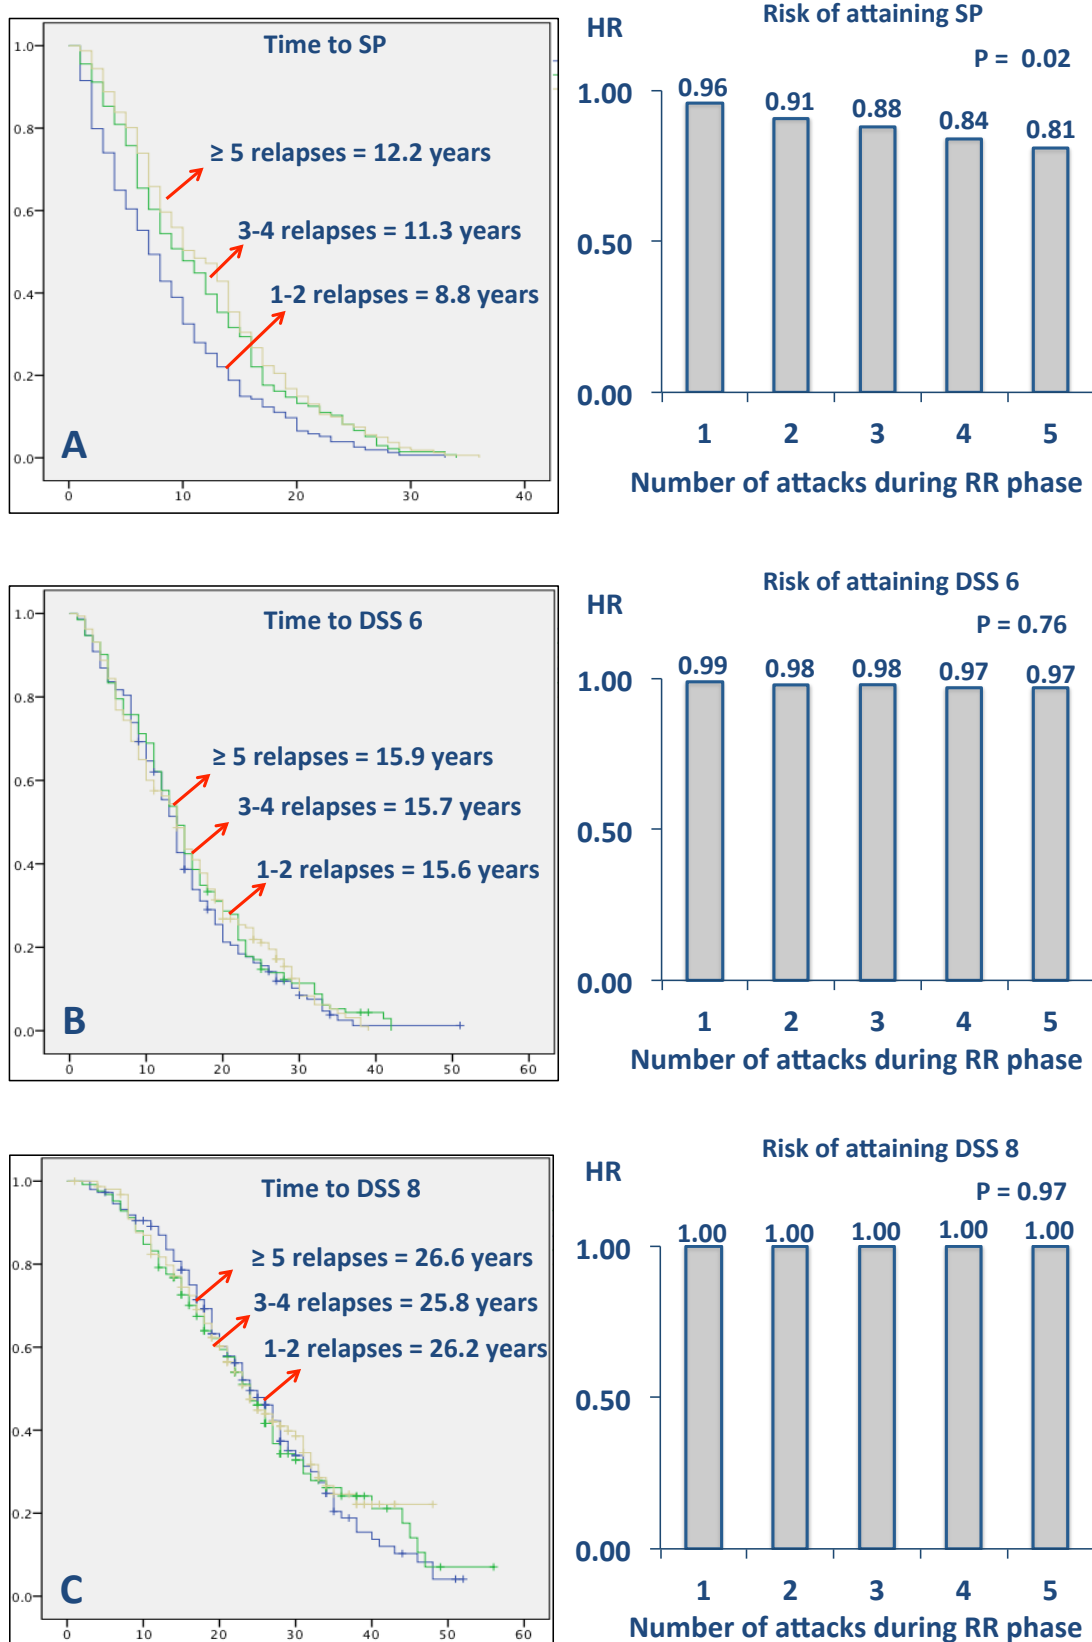 Time to SP
1.0
0.8
0.6
0.4
0.2
0.0
≥ 5 relapses = 12.2 years
3-4 relapses = 11.3 years
1-2 relapses = 8.8 years
A
0 10 20 30 40
Risk of attaining SP
HR
P = 0.02
1.00
0.50
0.00
0.96 0.91 0.88 0.84 0.81
1 2 3 4 5
Number of attacks during RR phase
Time to DSS 6
1.0
0.8
0.6
0.4
0.2
0.0
≥ 5 relapses = 15.9 years
3-4 relapses = 15.7 years
1-2 relapses = 15.6 years
B
0 10 20 30 40 50 60
Risk of attaining DSS 6
HR
P = 0.76
1.00
0.50
0.00
0.99 0.98 0.98 0.97 0.97
1 2 3 4 5
Number of attacks during RR phase
Time to DSS 8
1.0
0.8
0.6
0.4
0.2
0.0
≥ 5 relapses = 26.6 years
3-4 relapses = 25.8 years
1-2 relapses = 26.2 years
C
0 10 20 30 40 50 60
Risk of attaining DSS 8
HR
P = 0.97
1.00
0.50
0.00
1.00 1.00 1.00 1.00 1.00
1 2 3 4 5
Number of attacks during RR phase